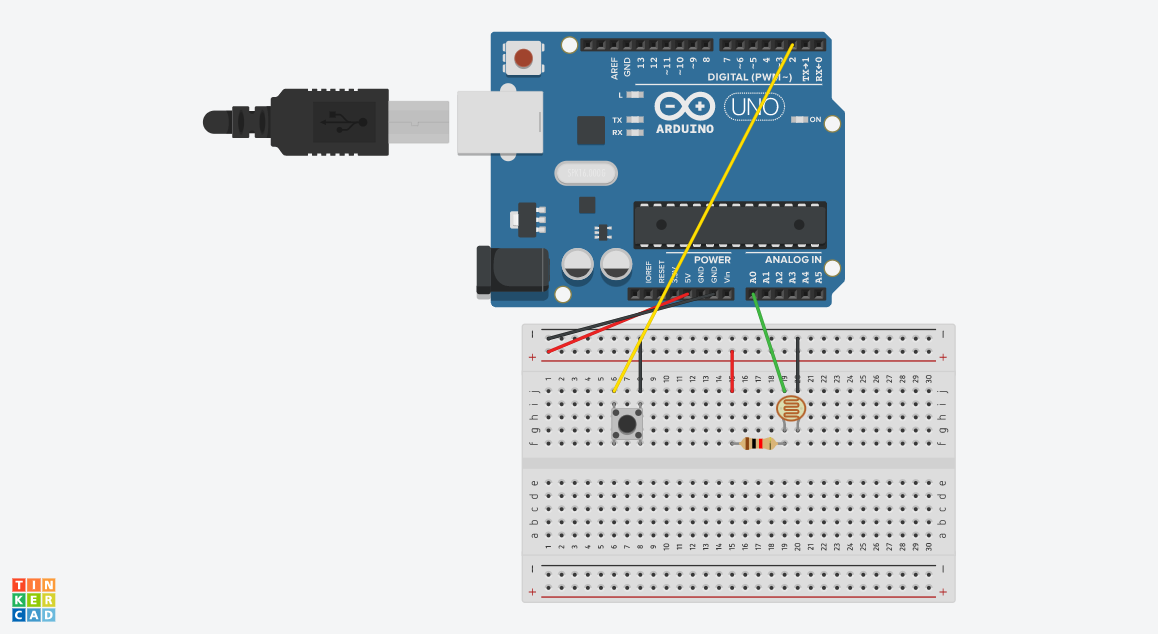 AREF
GND
13
12
~11
~10
~9
8
7
~6
~5
4
~3
2
TX→1
RX←0
DIGITAL (PWM~)
L
TX
RX
UNO
ON
ARDUINO
POWER
ANALOG IN
IOREF
RESET
3.3V
5V
GND
GND
Vin
A0
A1
A2
A3
A4
A5
− −
+ +
1 2 3 4 5 6 7 8 9 10 11 12 13 14 15 16 17 18 19 20 21 22 23 24 25 26 27 28 29 30
j j
i i
h h
g g
f f
e e
d d
c c
b b
a a
1 2 3 4 5 6 7 8 9 10 11 12 13 14 15 16 17 18 19 20 21 22 23 24 25 26 27 28 29 30
− −
+ +
TIN
KER
CAD